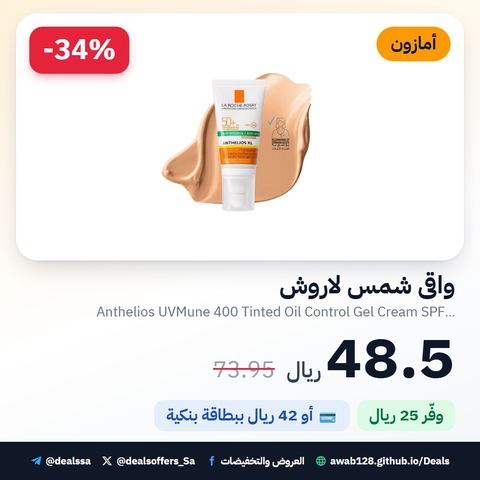 -34%
أمازون
LA ROCHE-POSAY
50+
ANTHELIOS XL
واقي شمس لاروش
Anthelios UVMune 400 Tinted Oil Control Gel Cream SPF...
48.5 ريال 73.95
وفّر 25 ريال
أو 42 ريال ببطاقة بنكية
@dealssa @dealsoffers_Sa العروض والتخفيضات awab128.github.io/Deals